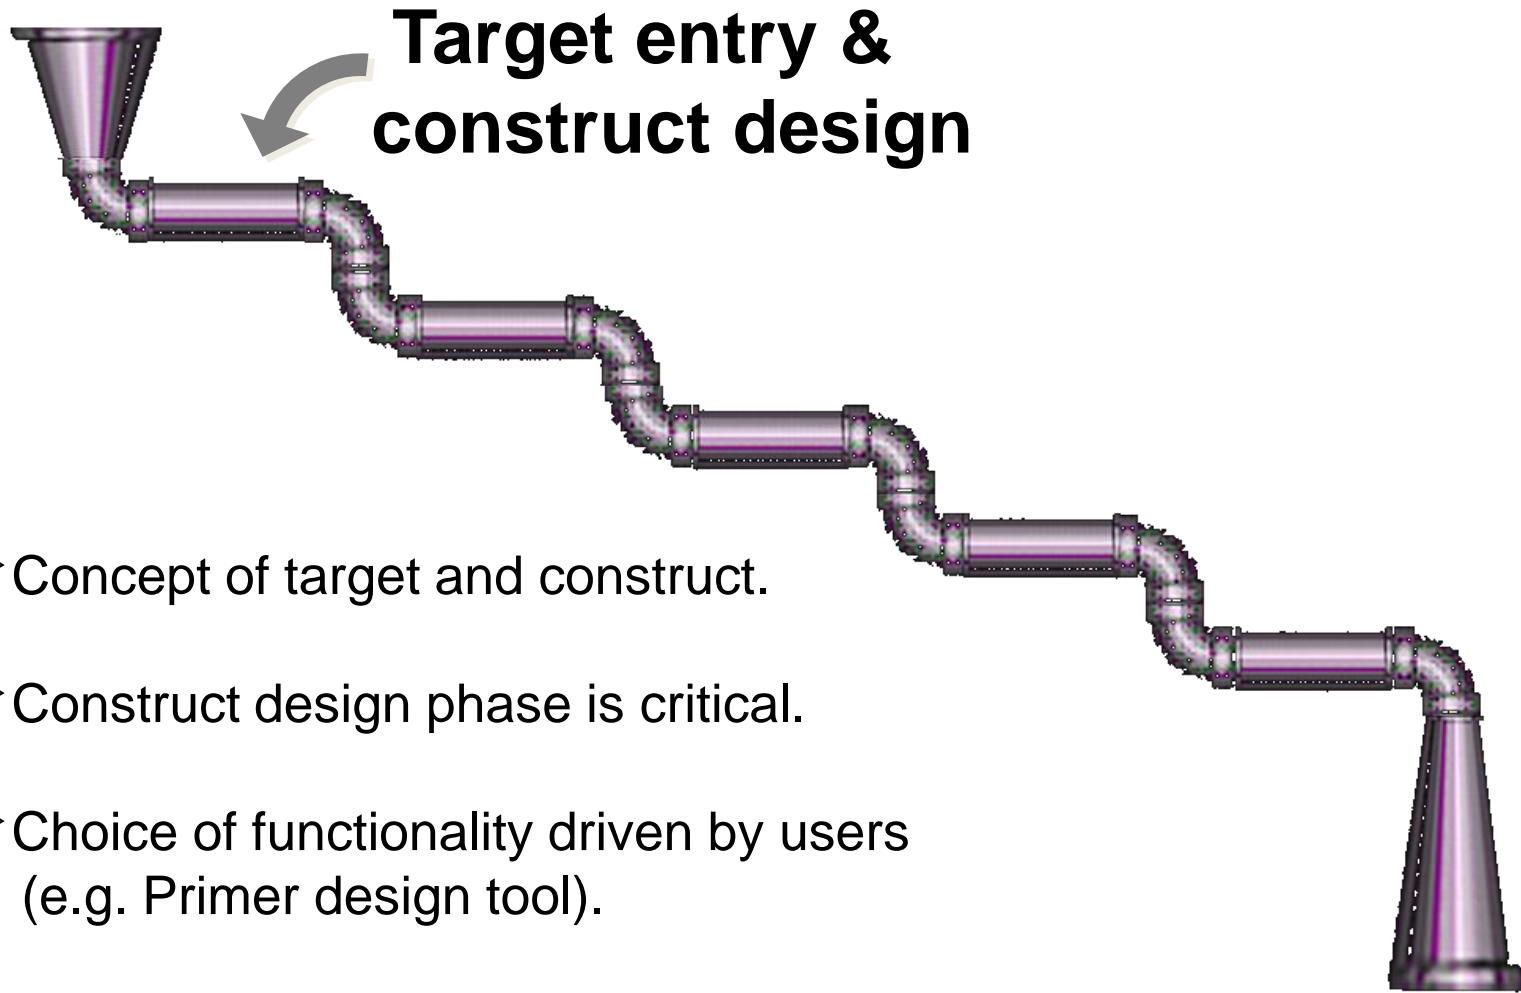 Target entry &
construct design
Concept of target and construct.
Construct design phase is critical.
Choice of functionality driven by users
(e.g. Primer design tool).